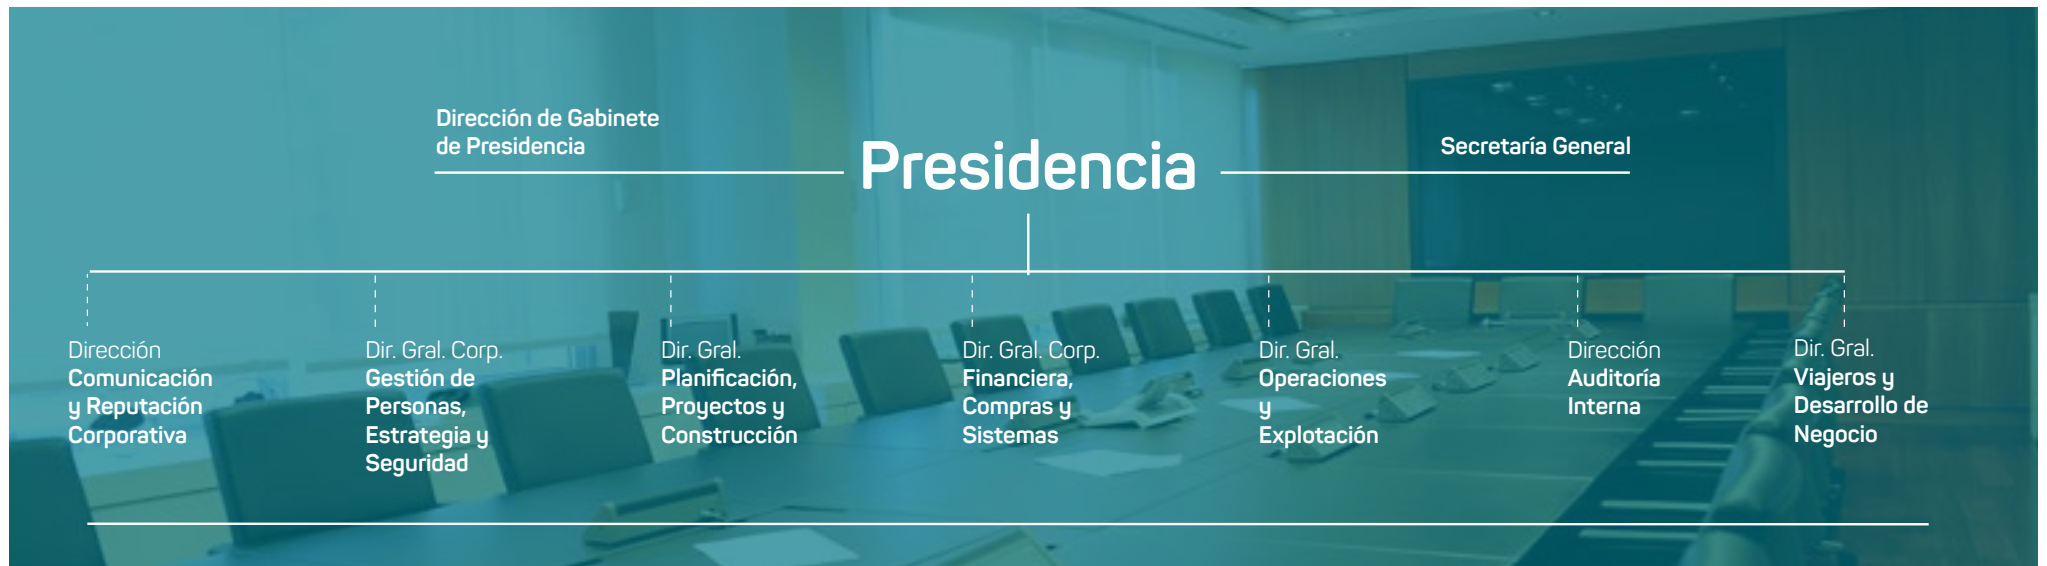 Dirección de Gabinete
de Presidencia
Presidencia
Secretaría General
Dirección
Comunicación
y Reputación
Corporativa
Dir. Gral. Corp.
Gestión de
Personas,
Estrategia y
Seguridad
Dir. Gral.
Planificación,
Proyectos y
Construcción
Dir. Gral. Corp.
Financiera,
Compras y
Sistemas
Dir. Gral.
Operaciones
y
Explotación
Dirección
Auditoría
Interna
Dir. Gral.
Viajeros y
Desarrollo de
Negocio